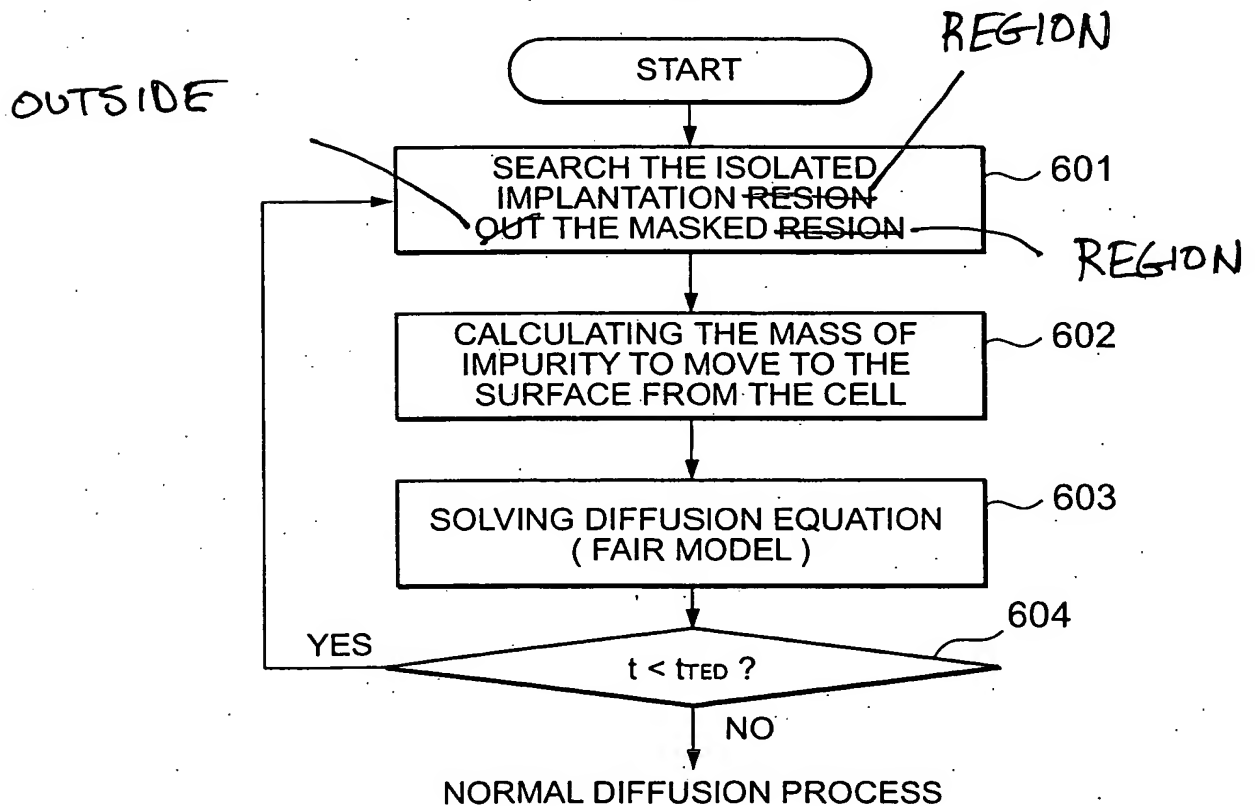 REGION
OUTSIDE
START
SEARCH THE ISOLATED
IMPLANTATION RESION
OUT THE MASKED RESION
601
REGION
CALCULATING THE MASS OF
IMPURITY TO MOVE TO THE
SURFACE FROM THE CELL
602
SOLVING DIFFUSION EQUATION
( FAIR MODEL )
603
YES
t < tTED ?
604
NO
NORMAL DIFFUSION PROCESS